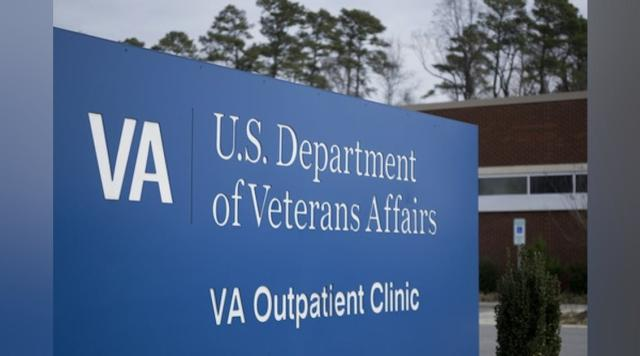 VA
U.S. Department
of Veterans Affairs
VA Outpatient Clinic